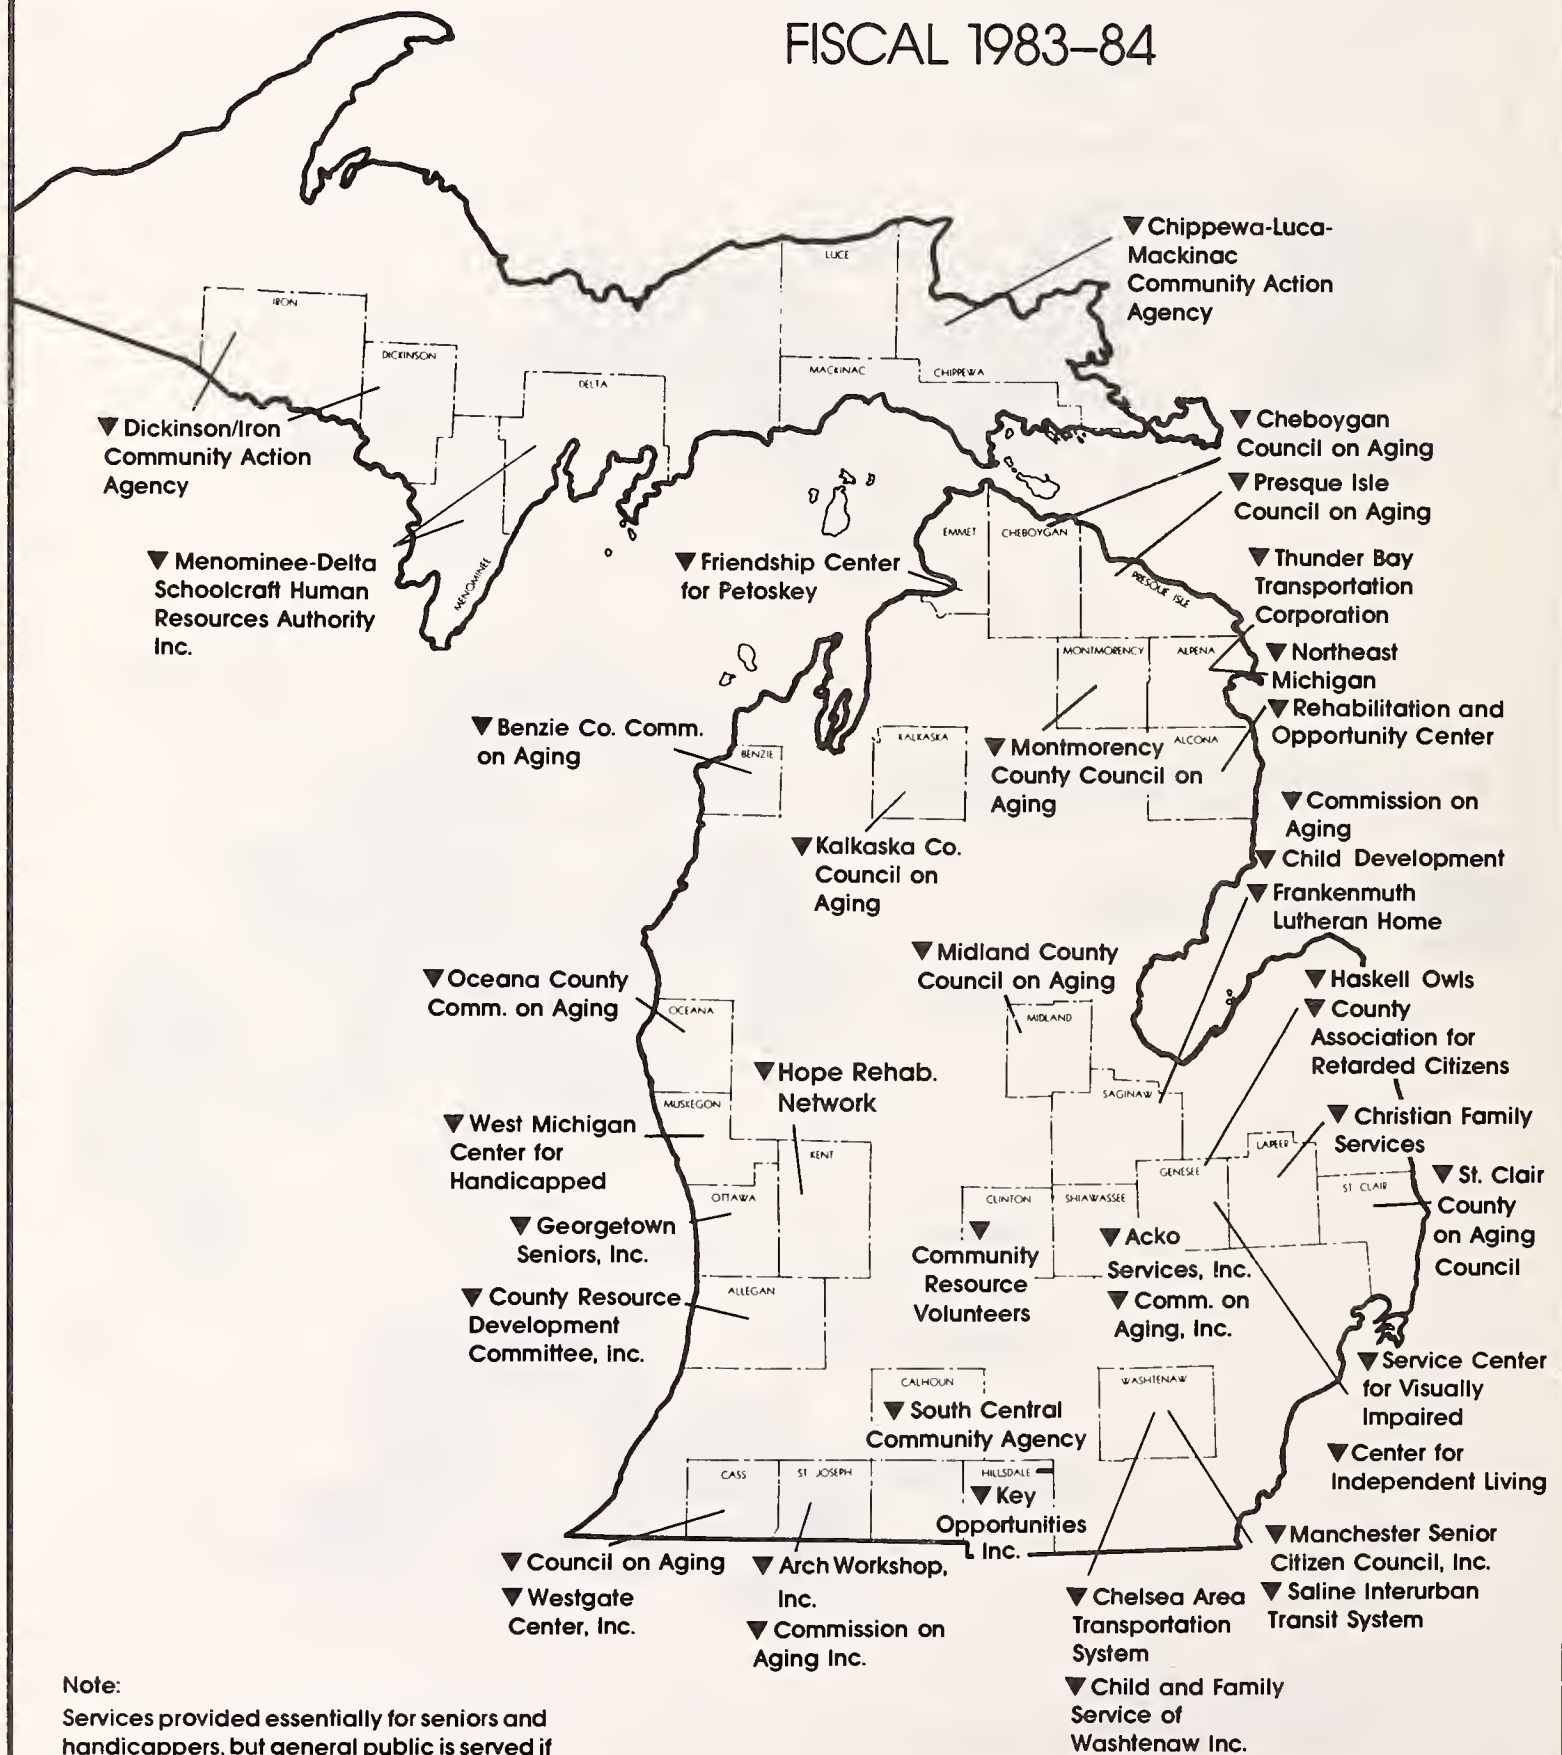 FISCAL 1983–84
▼ Chippewa-Luca-
Mackinac
Community Action
Agency
LUCE
IRON
DICKINSON
DELTA
MACKINAC
CHIPPEWA
▼ Dickinson/Iron
Community Action
Agency
▼ Cheboygan
Council on Aging
▼ Presque Isle
Council on Aging
EMMET
CHEBOYGAN
PRESQUE ISLE
▼ Menominee-Delta
Schoolcraft Human
Resources Authority
Inc.
MENOMINEE
▼ Friendship Center
for Petoskey
▼ Thunder Bay
Transportation
Corporation
MONTMORENCY
ALPENA
▼ Northeast
Michigan
▼ Rehabilitation and
Opportunity Center
▼ Benzie Co. Comm.
on Aging
BENZIE
KALKASKA
ALCONA
▼ Montmorency
County Council on
Aging
▼ Kalkaska Co.
Council on
Aging
▼ Commission on
Aging
▼ Child Development
▼ Frankenmuth
Lutheran Home
▼ Midland County
Council on Aging
▼ Oceana County
Comm. on Aging
OCEANA
MIDLAND
▼ Haskell Owls
▼ County
Association for
Retarded Citizens
▼ Hope Rehab.
Network
MUSKEGON
SAGINAW
▼ West Michigan
Center for
Handicapped
KENT
▼ Christian Family
Services
LAPEER
GENESEE
ST CLAIR
▼ St. Clair
County
on Aging
Council
OTTAWA
CLINTON
SHIAWASSEE
▼ Georgetown
Seniors, Inc.
▼
Community
Resource
Volunteers
▼ Acko
Services, Inc.
▼ Comm. on
Aging, Inc.
ALLEGAN
▼ County Resource
Development
Committee, Inc.
CALHOUN
▼ South Central
Community Agency
WASHTENAW
▼ Service Center
for Visually
Impaired
▼ Center for
Independent Living
CASS
ST JOSEPH
HILLSDALE
▼ Key
Opportunities
Inc.
▼ Council on Aging
▼ Westgate
Center, Inc.
▼ Arch Workshop,
Inc.
▼ Commission on
Aging Inc.
▼ Manchester Senior
Citizen Council, Inc.
▼ Saline Interurban
Transit System
▼ Chelsea Area
Transportation
System
▼ Child and Family
Service of
Washtenaw Inc.
Note:
Services provided essentially for seniors and
handicappers, but general public is served if